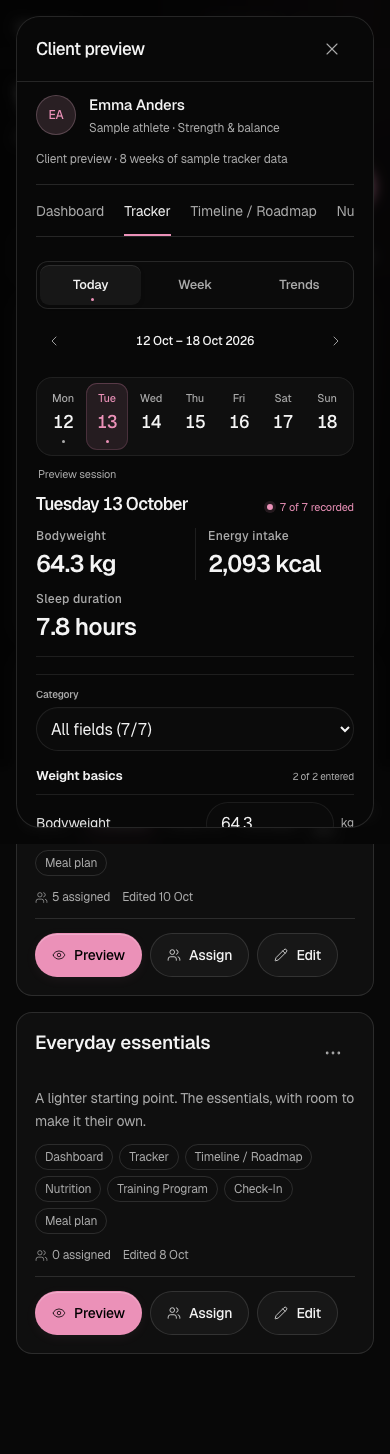 Client preview
EA
Emma Anders
Sample athlete · Strength & balance
Client preview · 8 weeks of sample tracker data
Dashboard Tracker Timeline / Roadmap Nu
Today Week Trends
12 Oct – 18 Oct 2026
Mon Tue Wed Thu Fri Sat Sun
12 13 14 15 16 17 18
Preview session
Tuesday 13 October 7 of 7 recorded
Bodyweight Energy intake
64.3 kg 2,093 kcal
Sleep duration
7.8 hours
Category
All fields (7/7)
Weight basics 2 of 2 entered
Bodyweight 64.3 kg
Meal plan
5 assigned Edited 10 Oct
Preview Assign Edit
Everyday essentials
A lighter starting point. The essentials, with room to
make it their own.
Dashboard Tracker Timeline / Roadmap
Nutrition Training Program Check-In
Meal plan
0 assigned Edited 8 Oct
Preview Assign Edit